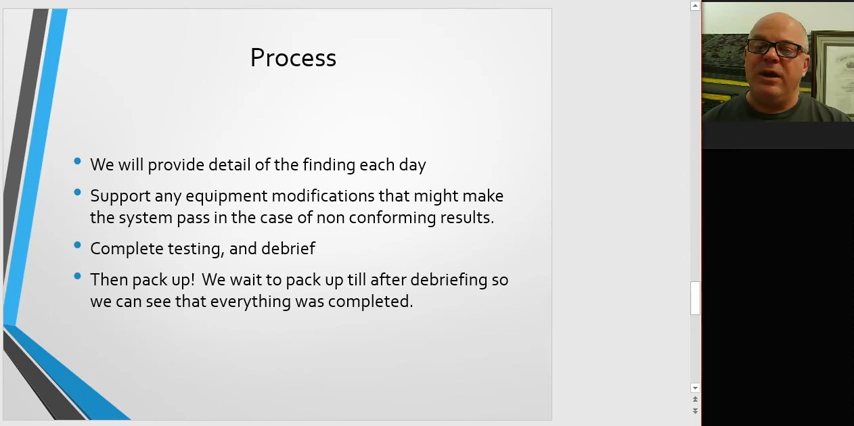 Process
We will provide detail of the finding each day
Support any equipment modifications that might make
the system pass in the case of non conforming results.
Complete testing, and debrief
Then pack up!  We wait to pack up till after debriefing so
we can see that everything was completed.